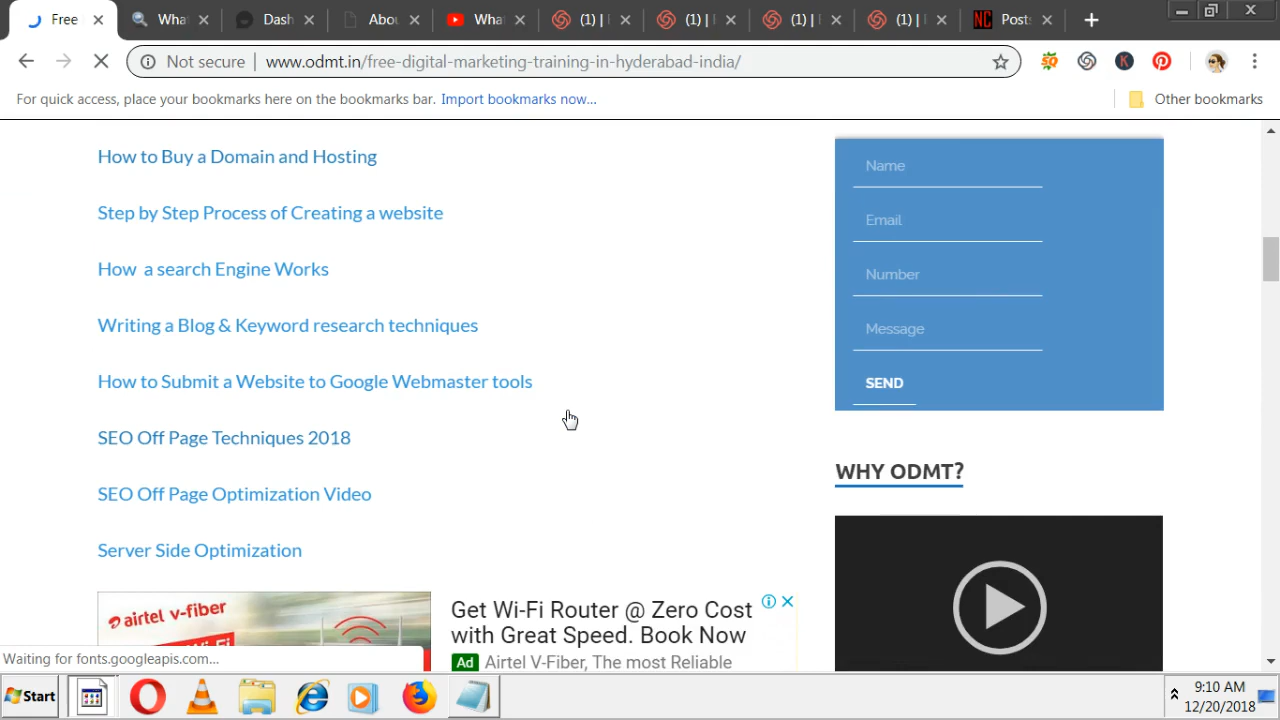 Free
What
Dash
Abou
What
(1) |
(1) |
(1) |
(1) |
NC Posts
Not secure | www.odmt.in/free-digital-marketing-training-in-hyderabad-india/
SQ
K
For quick access, place your bookmarks here on the bookmarks bar. Import bookmarks now...
Other bookmarks
How to Buy a Domain and Hosting
Step by Step Process of Creating a website
How a search Engine Works
Writing a Blog & Keyword research techniques
How to Submit a Website to Google Webmaster tools
SEO Off Page Techniques 2018
SEO Off Page Optimization Video
Server Side Optimization
Name
Email
Number
Message
SEND
WHY ODMT?
airtel v-fiber
Get Wi-Fi Router @ Zero Cost
with Great Speed. Book Now
Ad Airtel V-Fiber, The most Reliable
Waiting for fonts.googleapis.com...
Start
9:10 AM
12/20/2018